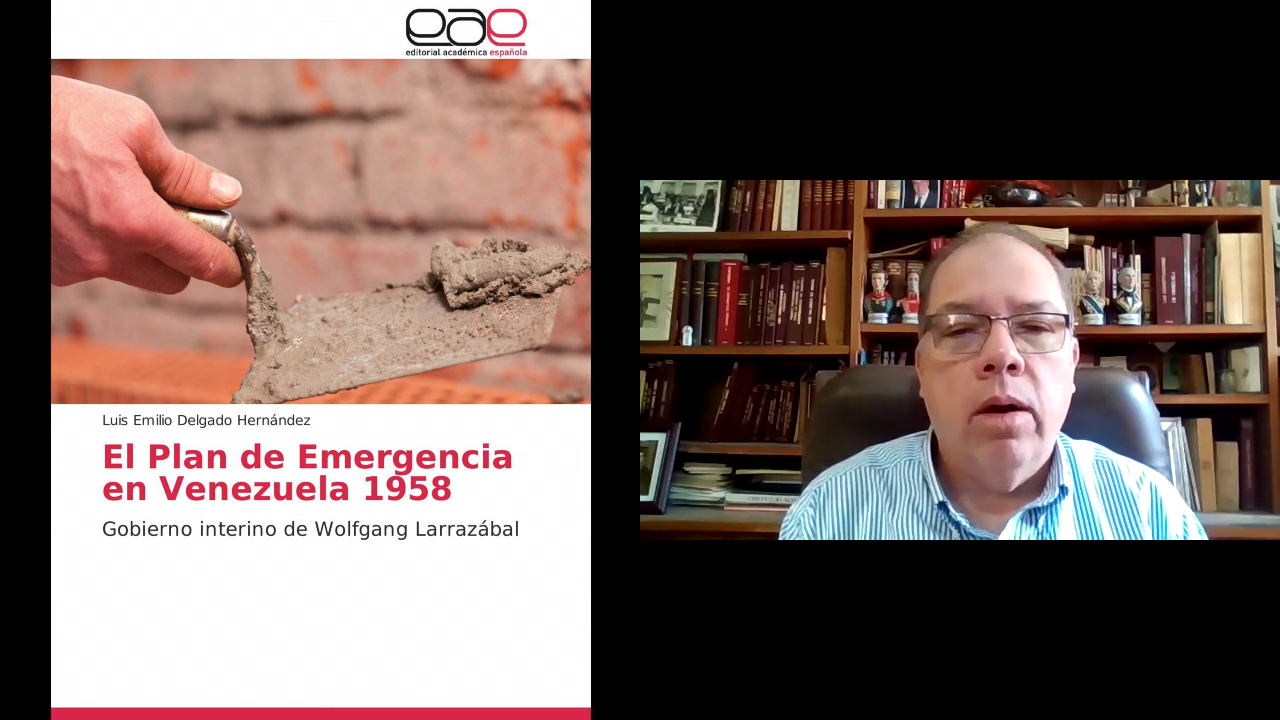 eae
editorial académica española
Luis Emilio Delgado Hernández
El Plan de Emergencia
en Venezuela 1958
Gobierno interino de Wolfgang Larrazábal